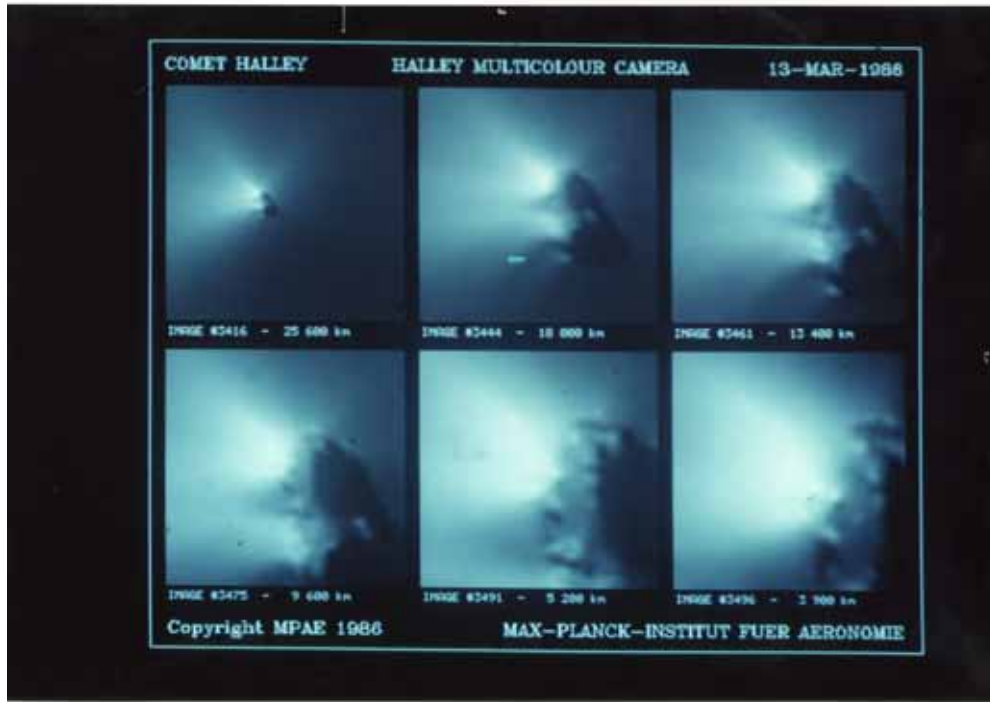 COMET HALLEY HALLEY MULTICOLOUR CAMERA 13-MAR-1986
IMAGE #3416 - 25 600 km IMAGE #3444 - 18 000 km IMAGE #3461 - 13 400 km
IMAGE #3475 - 9 600 km IMAGE #3491 - 5 200 km IMAGE #3496 - 3 900 km
Copyright MPAE 1986 MAX-PLANCK-INSTITUT FUER AERONOMIE